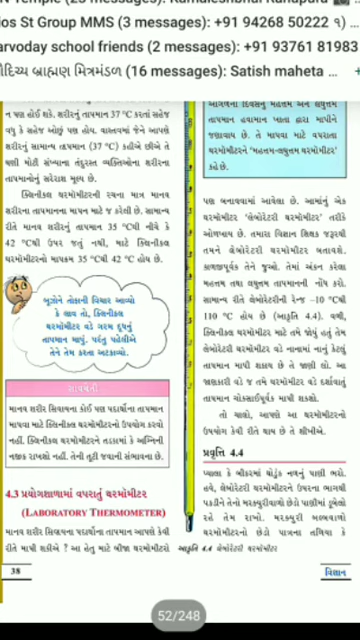 ios St Group MMS (3 messages): +91 94268 50222 ૧) ...
arvoday school friends (2 messages): +91 93761 81983
ીદિચ્ય બ્રાહ્મણ મિત્રમંડળ (16 messages): Satish maheta ...
ન પણ હોઈ શકે. શરીરનું તાપમાન 37 °C કરતાં સહેજ
વધુ કે સહેજ ઓછું પણ હોય. વાસ્તવમાં જેને આપણે
શરીરનું સામાન્ય તાપમાન (37 °C) કહીએ છીએ તે
ઘણી મોટી સંખ્યાના તંદુરસ્ત વ્યક્તિઓના શરીરના
તાપમાનોનું સરેરાશ મૂલ્ય છે.
ક્લિનીકલ થરમૉમીટરની રચના માત્ર માનવ
શરીરના તાપમાનના માપન માટે જ કરેલી છે. સામાન્ય
રીતે માનવ શરીરનું તાપમાન 35 °Cથી નીચે કે
42 °Cથી ઉપર જતું નથી, માટે ક્લિનીકલ
થરમૉમીટરનો માપક્રમ 35 °Cથી 42 °C હોય છે.
બુઝોને તોફાની વિચાર આવ્યો
કે લાવ તો, ક્લિનીકલ
થરમૉમીટર વડે ગરમ દૂધનું
તાપમાન માપું. પરંતુ પહેલીએ
તેને તેમ કરતા અટકાવ્યો.
સાવચેતી
માનવ શરીર સિવાયના કોઈ પણ પદાર્થના તાપમાન
માપવા માટે ક્લિનીકલ થરમૉમીટરનો ઉપયોગ કરવો
નહીં. ક્લિનીકલ થરમૉમીટરને તડકામાં કે અગ્નિની
નજીક રાખશો નહીં. તેની તૂટી જવાની સંભાવના છે.
4.3 પ્રયોગશાળામાં વપરાતું થરમૉમીટર
(LABORATORY THERMOMETER)
માનવ શરીર સિવાયના પદાર્થના તાપમાન આપણે કેવી
રીતે માપી શકીએ ? આ હેતુ માટે બીજા થરમૉમીટરો
38
આગળના દિવસનું મહત્તમ અને લઘુત્તમ
તાપમાન હવામાન ખાતા દ્વારા માપીને
જણાવાય છે. તે માપવા માટે વપરાતા
થરમૉમીટરને 'મહત્તમ-લઘુત્તમ થરમૉમીટર'
કહે છે.
પણ બનાવવામાં આવેલા છે. આમાંનું એક
થરમૉમીટર 'લેબોરેટરી થરમૉમીટર' તરીકે
ઓળખાય છે. તમારા વિજ્ઞાન શિક્ષક જરૂરથી
તમને લેબોરેટરી થરમૉમીટર બતાવશે.
કાળજીપૂર્વક તેને જુઓ. તેમાં અંકન કરેલા
મહત્તમ તથા લઘુત્તમ તાપમાનની નોંધ કરો.
સામાન્ય રીતે લેબોરેટરીની રેન્જ –10 °Cથી
110 °C હોય છે (આકૃતિ 4.4). વળી,
ક્લિનીકલ થરમૉમીટર માટે તમે જોયું હતું તેમ
લેબોરેટરી થરમૉમીટર વડે નાનામાં નાનું કેટલું
તાપમાન માપી શકાય છે તે જાણી લો. આ
જાણકારી વડે જ તમે થરમૉમીટર વડે દર્શાવાતું
તાપમાન ચોક્સાઈપૂર્વક માપી શકશો.
તો ચાલો, આપણે આ થરમૉમીટરનો
ઉપયોગ કેવી રીતે થાય છે તે શીખીએ.
પ્રવૃત્તિ 4.4
પ્યાલા કે બીકરમાં થોડુંક નળનું પાણી ભરો.
હવે, લેબોરેટરી થરમૉમીટરને ઉપરના ભાગથી
પકડીને તેનો મરક્યુરીવાળો છેડો પાણીમાં ડૂબેલો
રહે તેમ રાખો. મરક્યુરી બલ્બવાળો
થરમૉમીટરનો છેડો પાત્રના તળિયા કે
આકૃતિ 4.4 લેબોરેટરી થરમૉમીટર
વિજ્ઞાન
52/248